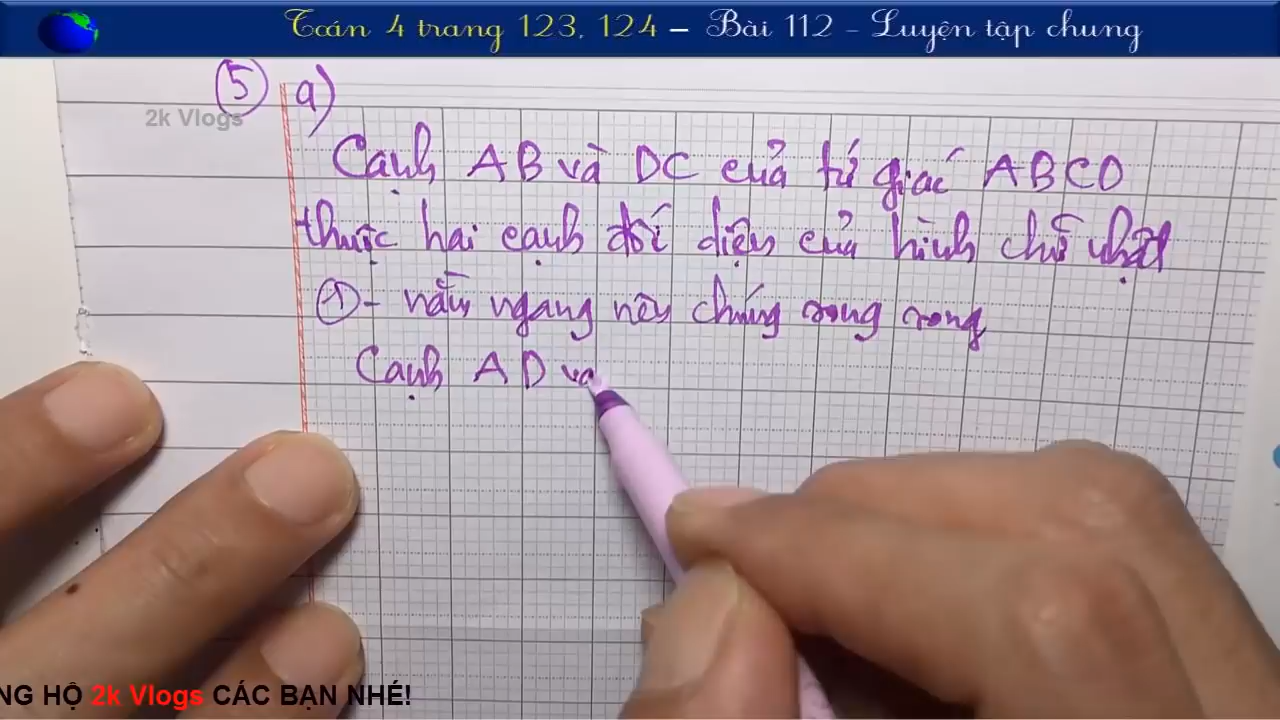 Toán 4 trang 123, 124 – Bài 112 - Luyện tập chung
⑤ a)
2k Vlogs
Cạnh AB và DC của tứ giác ABCD
thuộc hai cạnh đối diện của hình chữ nhật
① - nằm ngang nên chúng song song
Cạnh AD và
NG HỘ 2k Vlogs CÁC BẠN NHÉ!